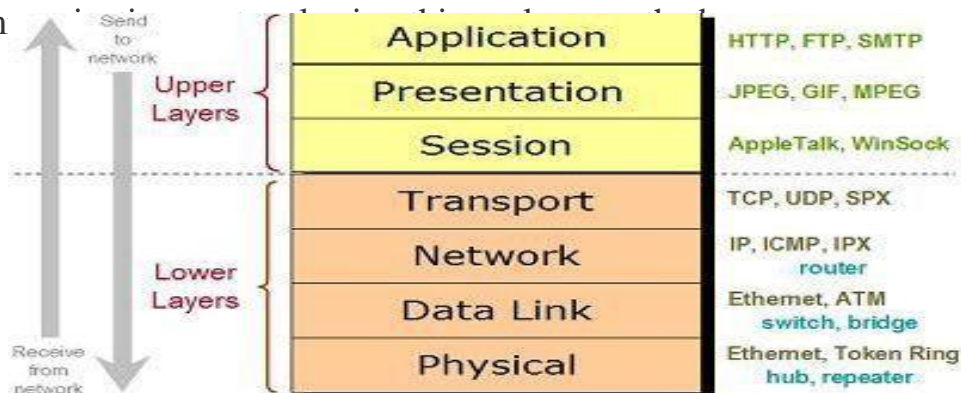 Send
to
network
Receive
from
network
Upper
Layers
Lower
Layers
Application
HTTP, FTP, SMTP
Presentation
JPEG, GIF, MPEG
Session
AppleTalk, WinSock
Transport
TCP, UDP, SPX
Network
IP, ICMP, IPX
router
Data Link
Ethernet, ATM
switch, bridge
Physical
Ethernet, Token Ring
hub, repeater